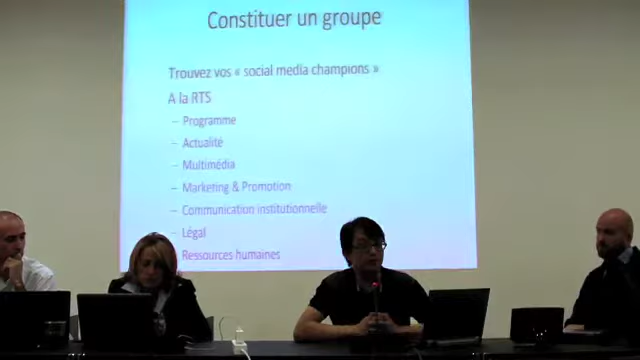 Constituer un groupe
Trouvez vos « social media champions »
A la RTS
– Programme
– Actualité
– Multimédia
– Marketing & Promotion
– Communication institutionnelle
– Légal
– Ressources humaines